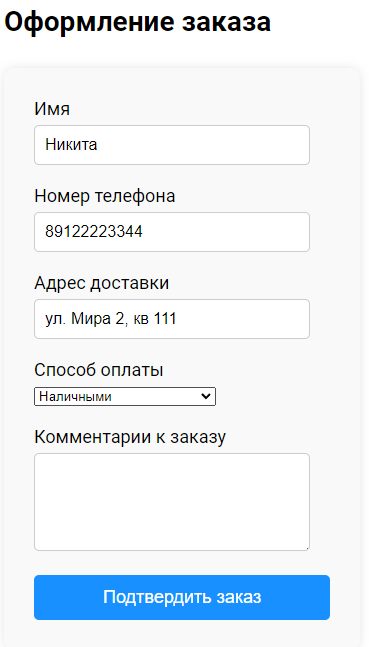 Оформление заказа
Имя
Никита
Номер телефона
89122223344
Адрес доставки
ул. Мира 2, кв 111
Способ оплаты
Наличными
Комментарии к заказу
Подтвердить заказ